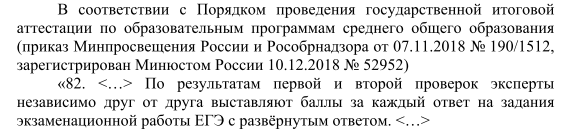 В соответствии с Порядком проведения государственной итоговой
аттестации по образовательным программам среднего общего образования
(приказ Минпросвещения России и Рособрнадзора от 07.11.2018 № 190/1512,
зарегистрирован Минюстом России 10.12.2018 № 52952)
«82. <…> По результатам первой и второй проверок эксперты
независимо друг от друга выставляют баллы за каждый ответ на задания
экзаменационной работы ЕГЭ с развёрнутым ответом. <…>